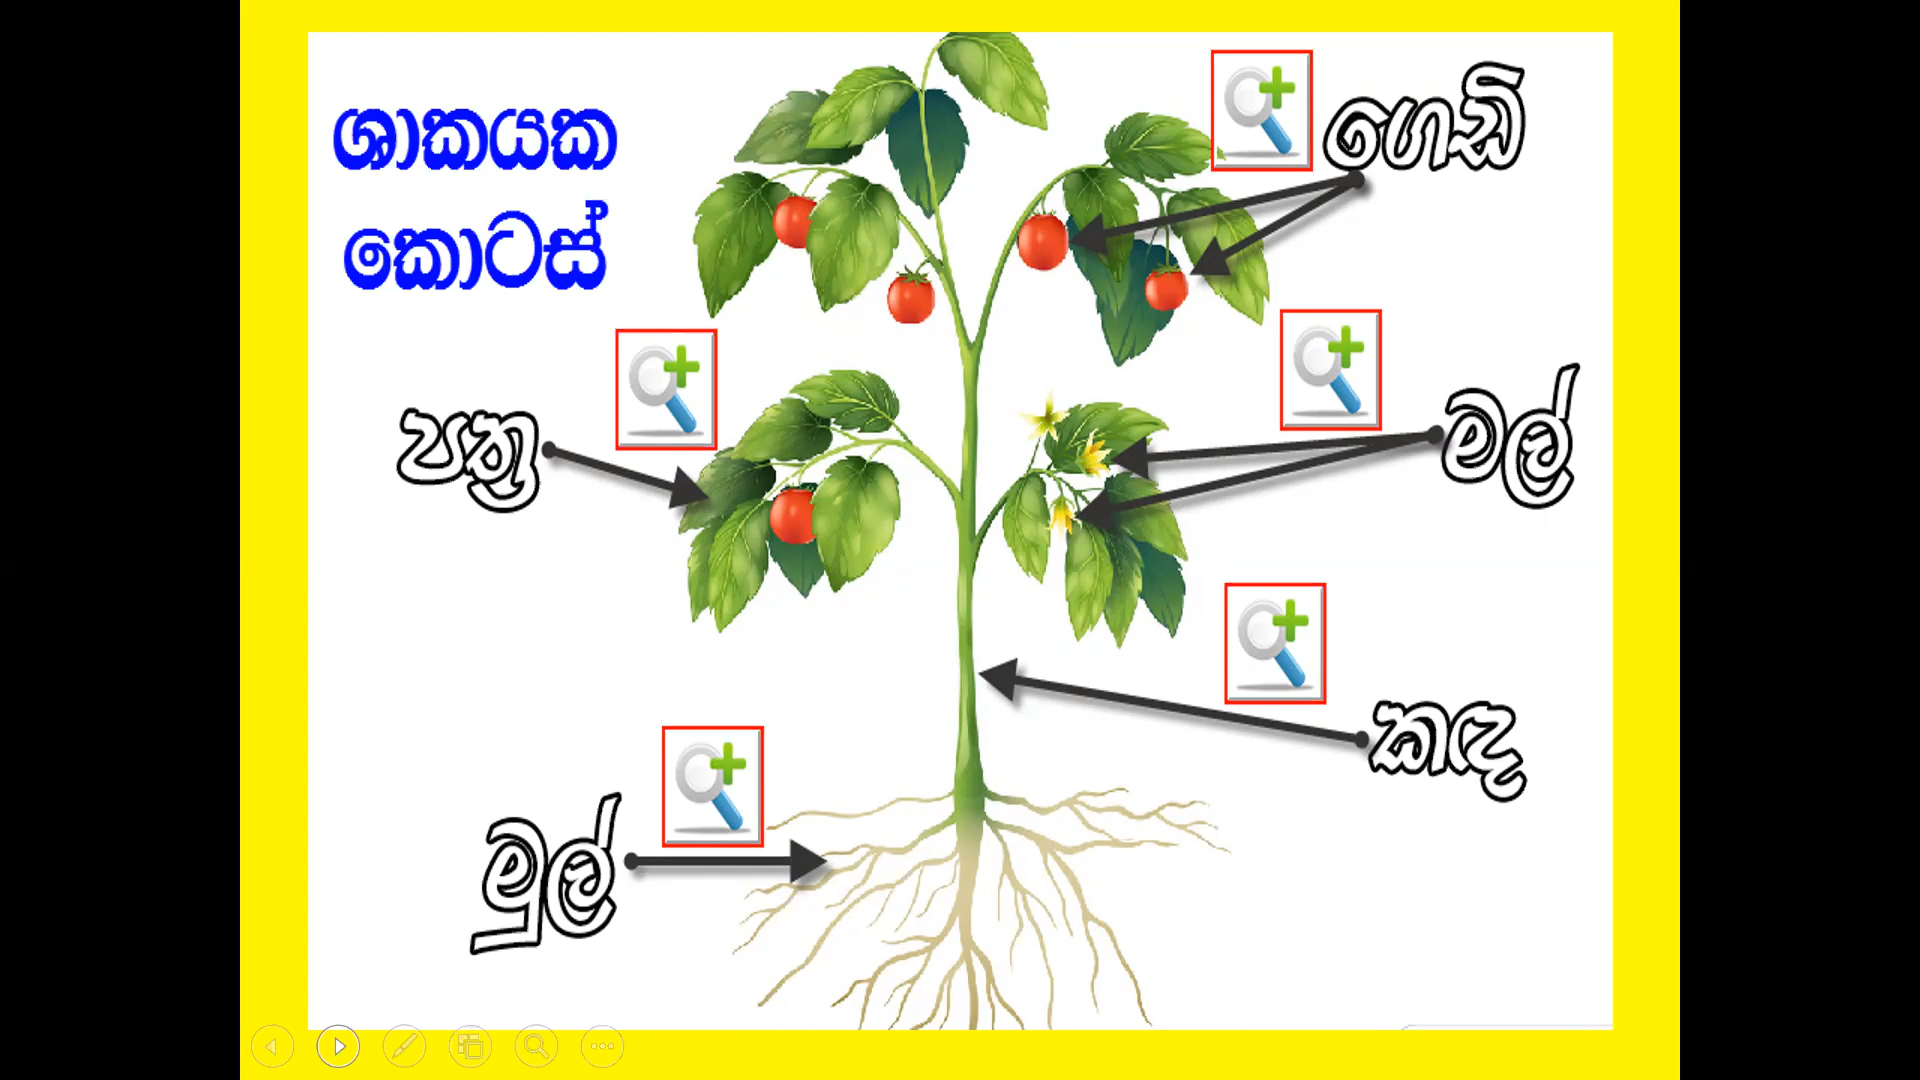 ශාකයක
කොටස්
ගෙඩි
පත්‍ර
මල්
කඳ
මුල්